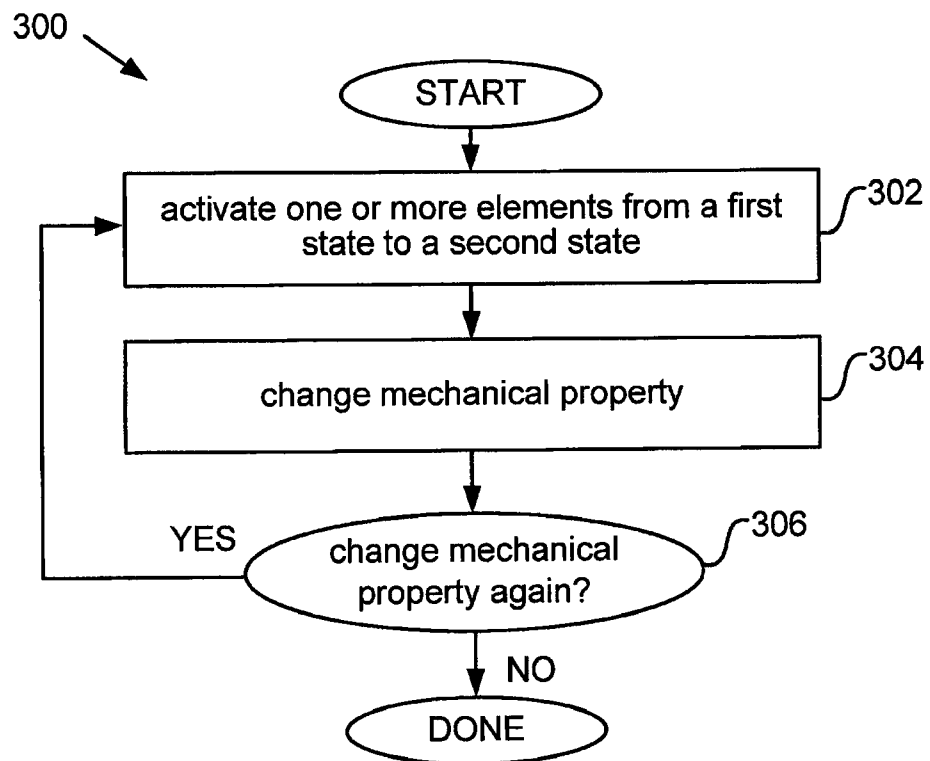 300
START
activate one or more elements from a first
state to a second state
302
change mechanical property
304
change mechanical
property again?
306
YES
NO
DONE